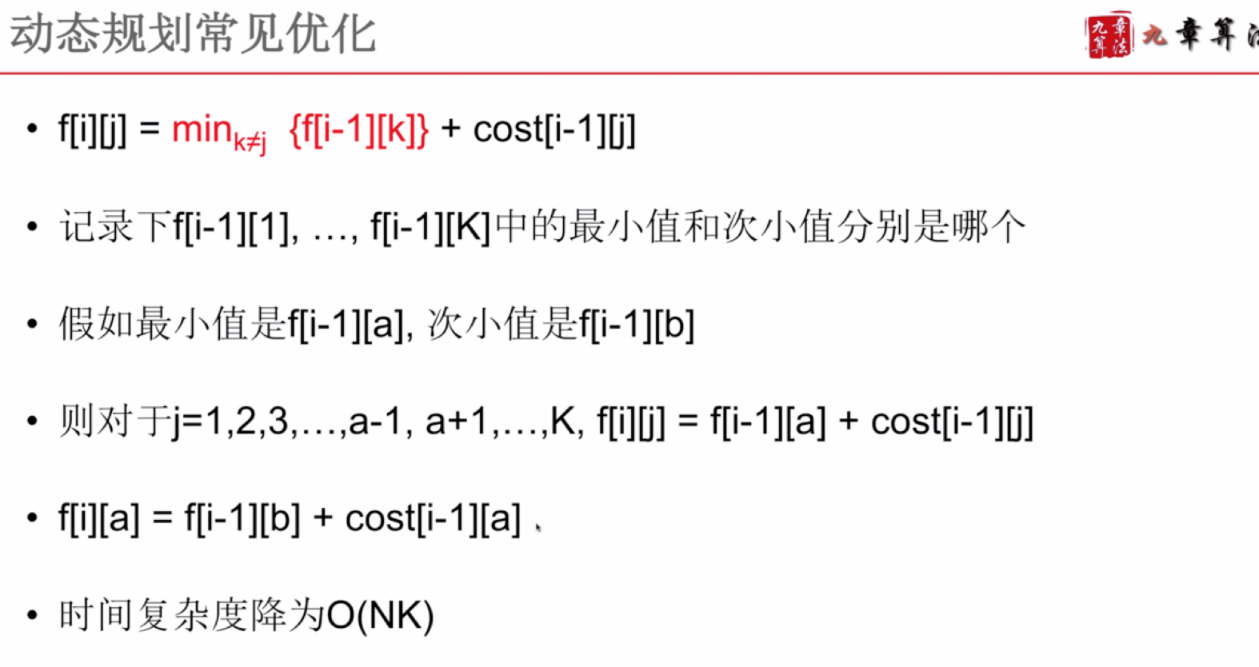 动态规划常见优化
九章算法
九章算法
• f[i][j] = min_{k≠j} {f[i-1][k]} + cost[i-1][j]
• 记录下f[i-1][1], …, f[i-1][K]中的最小值和次小值分别是哪个
• 假如最小值是f[i-1][a], 次小值是f[i-1][b]
• 则对于j=1,2,3,…,a-1, a+1,…,K, f[i][j] = f[i-1][a] + cost[i-1][j]
• f[i][a] = f[i-1][b] + cost[i-1][a]
• 时间复杂度降为O(NK)